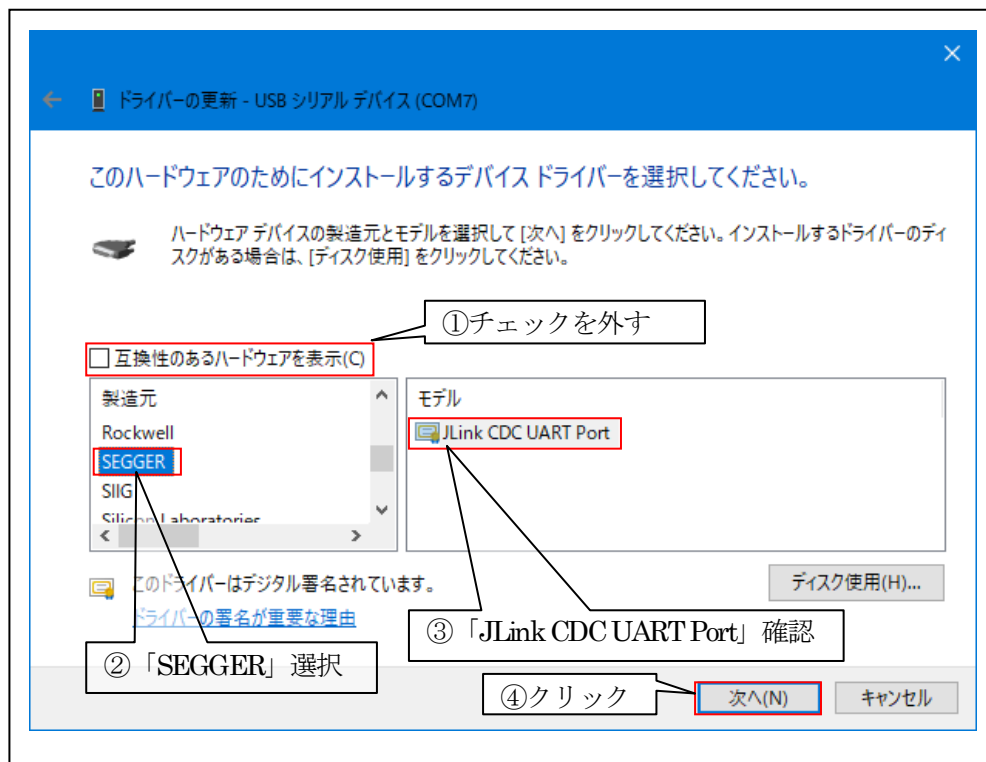 ドライバーの更新 - USB シリアル デバイス (COM7)
このハードウェアのためにインストールするデバイス ドライバーを選択してください。
ハードウェア デバイスの製造元とモデルを選択して [次へ] をクリックしてください。インストールするドライバーのディ
スクがある場合は、[ディスク使用] をクリックしてください。
①チェックを外す
互換性のあるハードウェアを表示(C)
製造元
Rockwell
SEGGER
SIIG
Silicon Laboratories
モデル
JLink CDC UART Port
このドライバーはデジタル署名されています。
ドライバーの署名が重要な理由
ディスク使用(H)...
②「SEGGER」選択
③「JLink CDC UART Port」確認
④クリック
次へ(N)
キャンセル